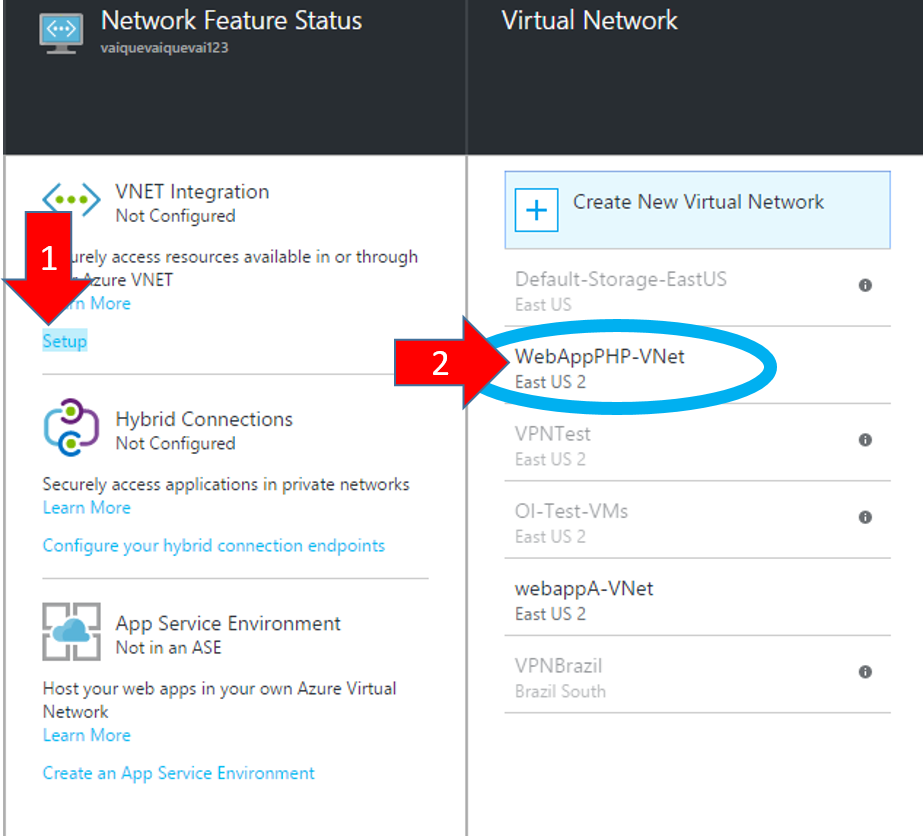 Network Feature Status
vaiquevaiquevai123
VNET Integration
Not Configured
urely access resources available in or through
Azure VNET
More
1
Setup
Hybrid Connections
Not Configured
Securely access applications in private networks
Learn More
Configure your hybrid connection endpoints
App Service Environment
Not in an ASE
Host your web apps in your own Azure Virtual
Network
Learn More
Create an App Service Environment
Virtual Network
Create New Virtual Network
Default-Storage-EastUS
East US
2
WebAppPHP-VNet
East US 2
VPNTest
East US 2
OI-Test-VMs
East US 2
webappA-VNet
East US 2
VPNBrazil
Brazil South